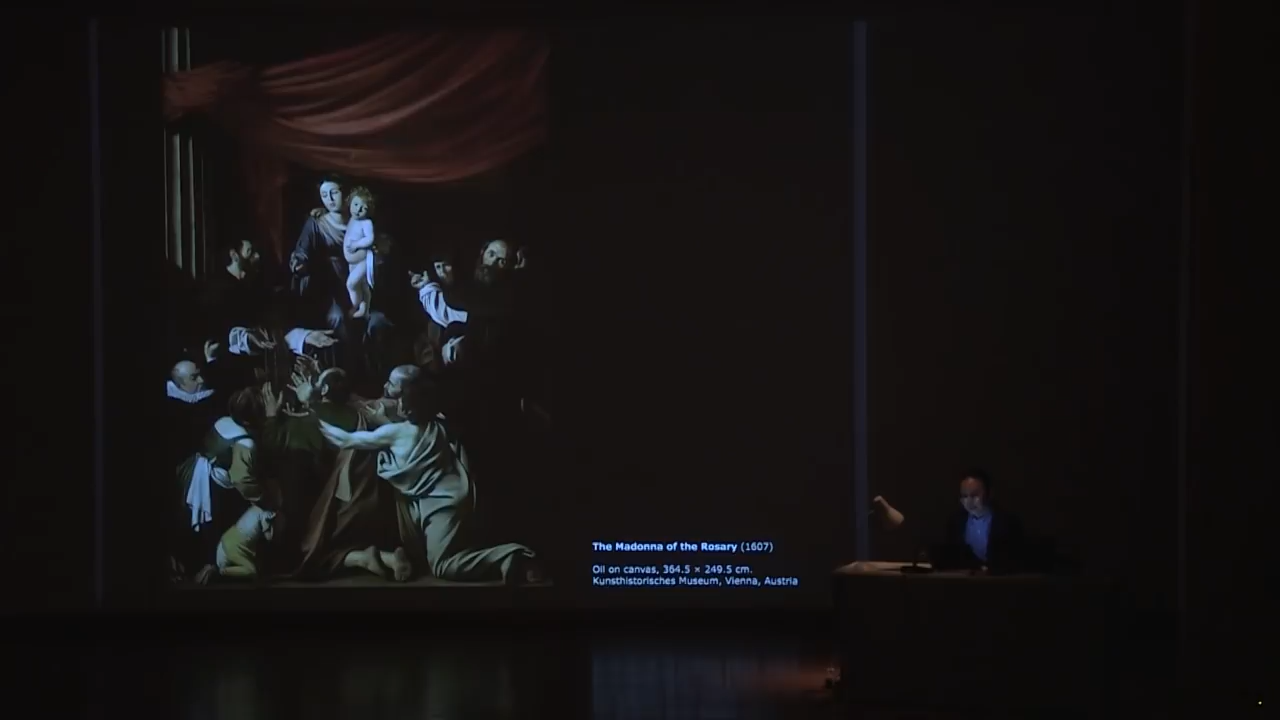 The Madonna of the Rosary (1607)
Oil on canvas, 364.5 × 249.5 cm.
Kunsthistorisches Museum, Vienna, Austria